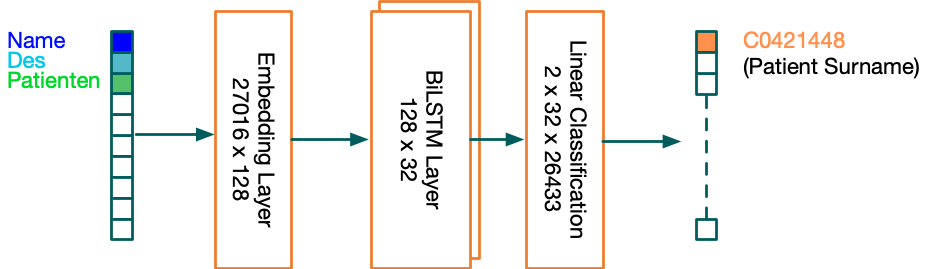 Name
Des
Patienten
Embedding Layer
27016 x 128
BiLSTM Layer
128 x 32
Linear Classification
2 x 32 x 26433
C0421448
(Patient Surname)